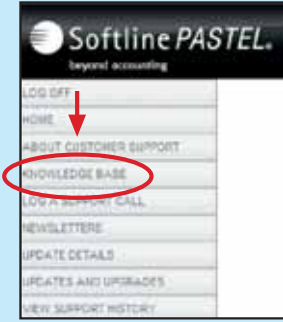 Softline PASTEL.
beyond accounting
LOG OFF
HOME
ABOUT CUSTOMER SUPPORT
KNOWLEDGE BASE
LOG A SUPPORT CALL
NEWSLETTERS
UPDATE DETAILS
UPDATES AND UPGRADES
VIEW SUPPORT HISTORY